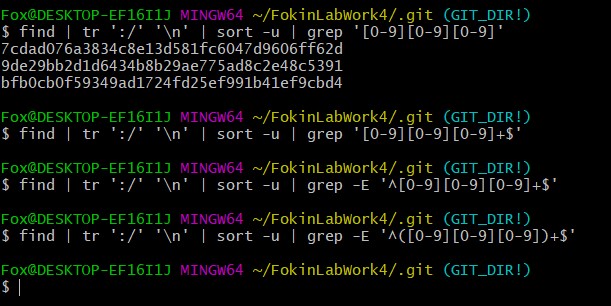 Fox@DESKTOP-EF16I1J MINGW64 ~/FokinLabWork4/.git (GIT_DIR!)
$ find | tr ':/' '\n' | sort -u | grep '[0-9][0-9][0-9]'
7cdad076a3834c8e13d581fc6047d9606ff62d
9de29bb2d1d6434b8b29ae775ad8c2e48c5391
bfb0cb0f59349ad1724fd25ef991b41ef9cbd4

Fox@DESKTOP-EF16I1J MINGW64 ~/FokinLabWork4/.git (GIT_DIR!)
$ find | tr ':/' '\n' | sort -u | grep '[0-9][0-9][0-9]+$'

Fox@DESKTOP-EF16I1J MINGW64 ~/FokinLabWork4/.git (GIT_DIR!)
$ find | tr ':/' '\n' | sort -u | grep -E '^[0-9][0-9][0-9]+$'

Fox@DESKTOP-EF16I1J MINGW64 ~/FokinLabWork4/.git (GIT_DIR!)
$ find | tr ':/' '\n' | sort -u | grep -E '^([0-9][0-9][0-9])+$'

Fox@DESKTOP-EF16I1J MINGW64 ~/FokinLabWork4/.git (GIT_DIR!)
$